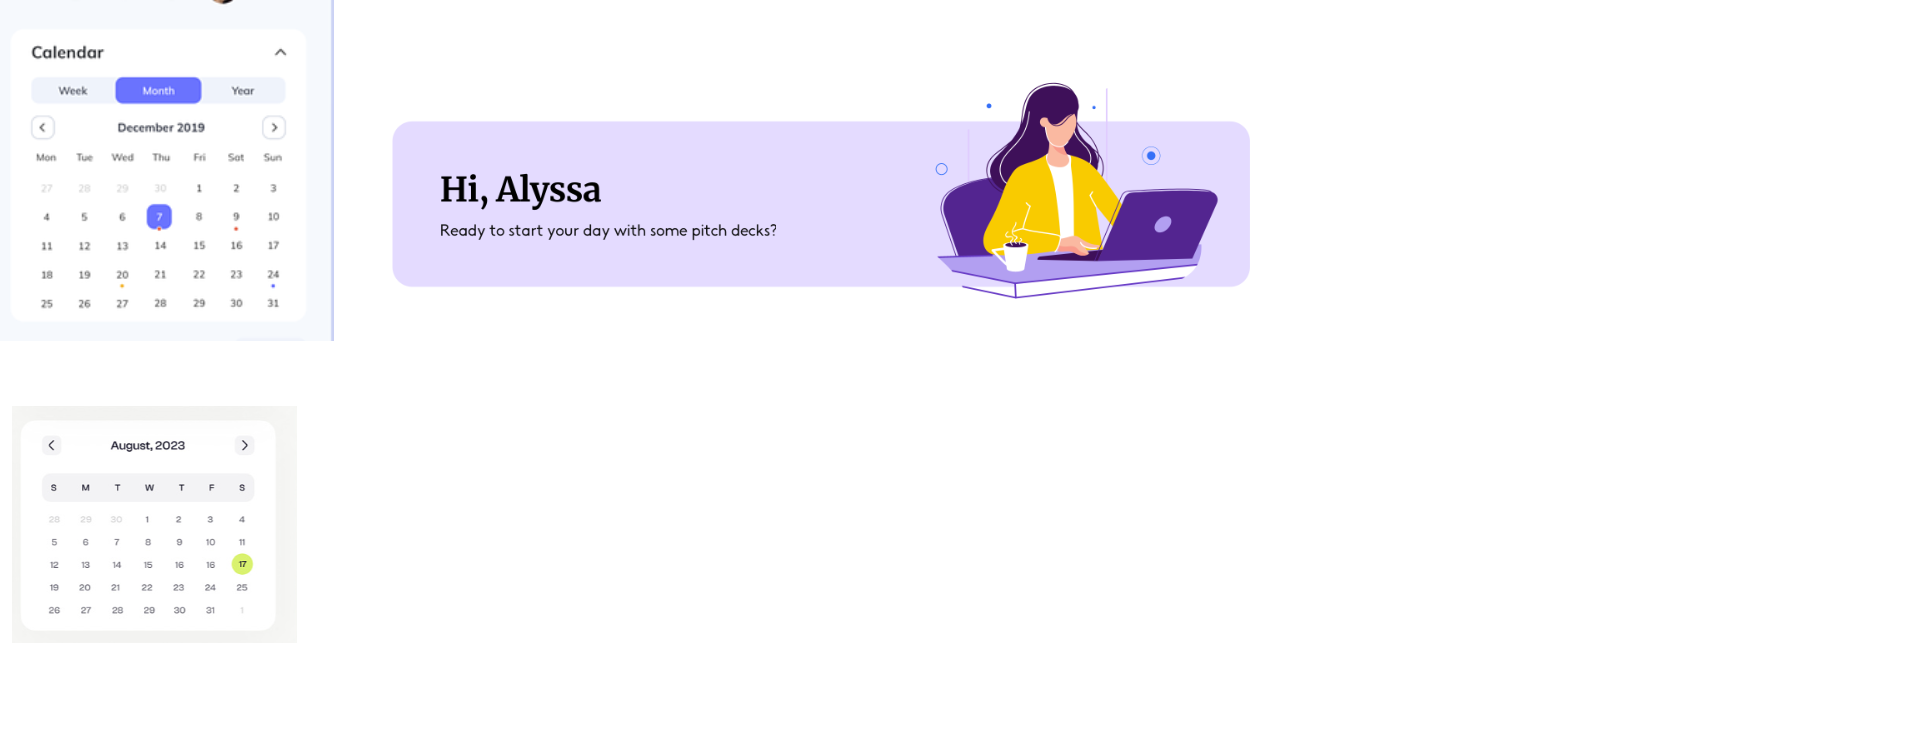 Calendar
Week Month Year
December 2019
Mon Tue Wed Thu Fri Sat Sun
27 28 29 30 1 2 3
4 5 6 7 8 9 10
11 12 13 14 15 16 17
18 19 20 21 22 23 24
25 26 27 28 29 30 31
Hi, Alyssa
Ready to start your day with some pitch decks?
August, 2023
S M T W T F S
28 29 30 1 2 3 4
5 6 7 8 9 10 11
12 13 14 15 16 16 17
19 20 21 22 23 24 25
26 27 28 29 30 31 1